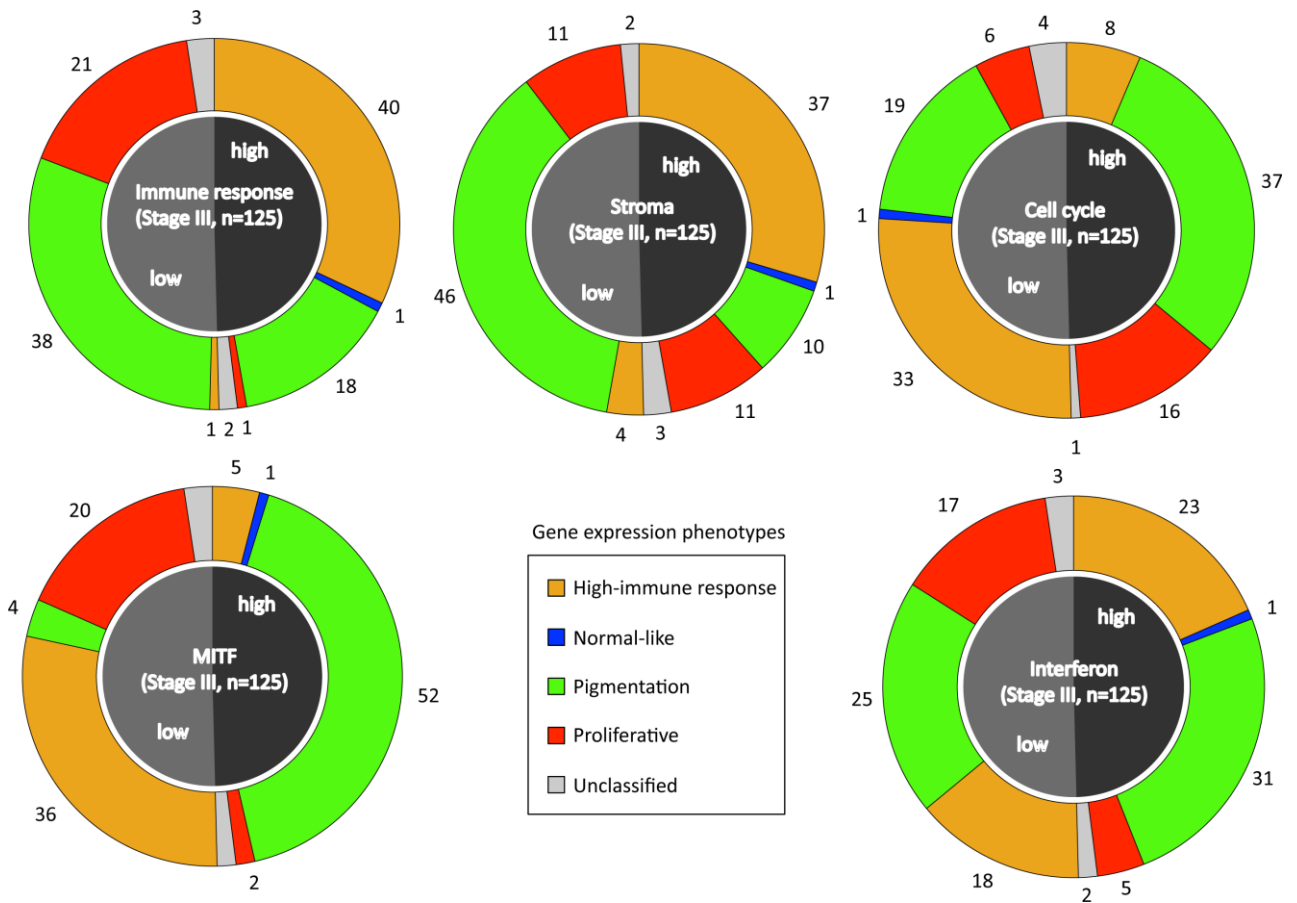 3
21
40
high
Immune response
(Stage III, n=125)
low
1
38
18
1
2
1
2
11
37
high
Stroma
(Stage III, n=125)
low
46
1
10
11
4
3
4
6
8
19
high
37
1
Cell cycle
(Stage III, n=125)
low
33
16
1
5
1
20
high
4
MITF
(Stage III, n=125)
low
52
36
2
Gene expression phenotypes
High-immune response
Normal-like
Pigmentation
Proliferative
Unclassified
3
17
23
high
1
Interferon
(Stage III, n=125)
low
25
31
18
2
5